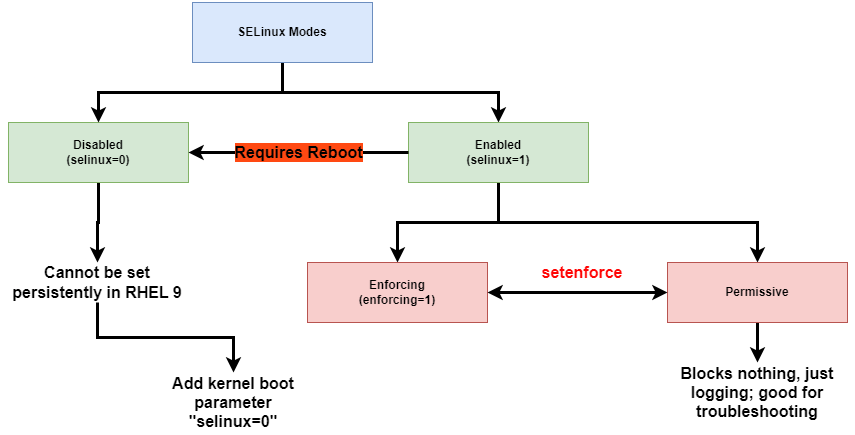 SELinux Modes
Disabled
(selinux=0)
Requires Reboot
Enabled
(selinux=1)
Cannot be set
persistently in RHEL 9
Enforcing
(enforcing=1)
setenforce
Permissive
Add kernel boot
parameter
"selinux=0"
Blocks nothing, just
logging; good for
troubleshooting